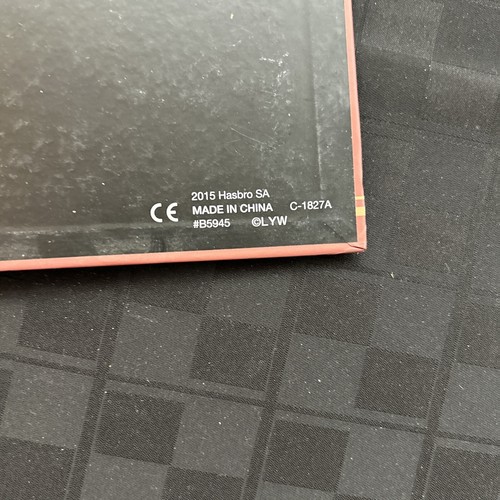 2015 Hasbro SA
CE MADE IN CHINA C-1827A
#B5945 ©LYW